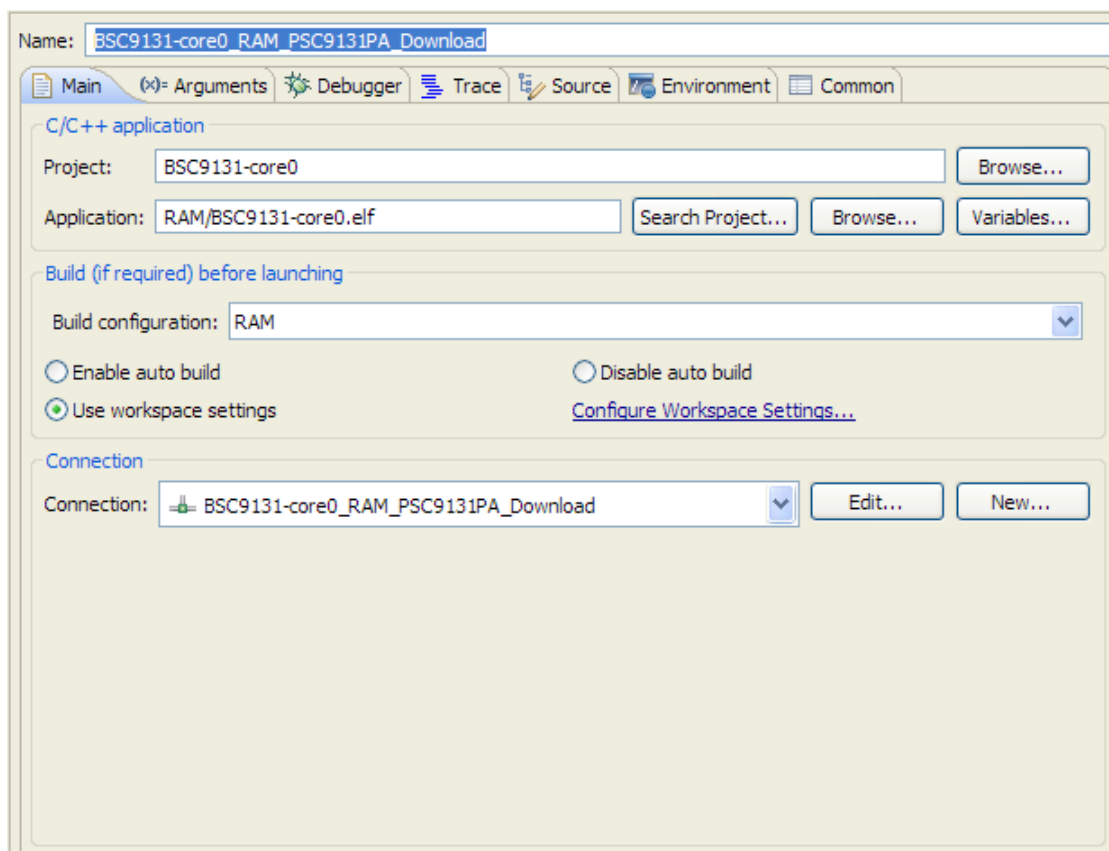 Name: BSC9131-core0_RAM_PSC9131PA_Download
Main (x)= Arguments Debugger Trace Source Environment Common
C/C++ application
Project: BSC9131-core0 Browse...
Application: RAM/BSC9131-core0.elf Search Project... Browse... Variables...
Build (if required) before launching
Build configuration: RAM
Enable auto build Disable auto build
Use workspace settings Configure Workspace Settings...
Connection
Connection: BSC9131-core0_RAM_PSC9131PA_Download Edit... New...